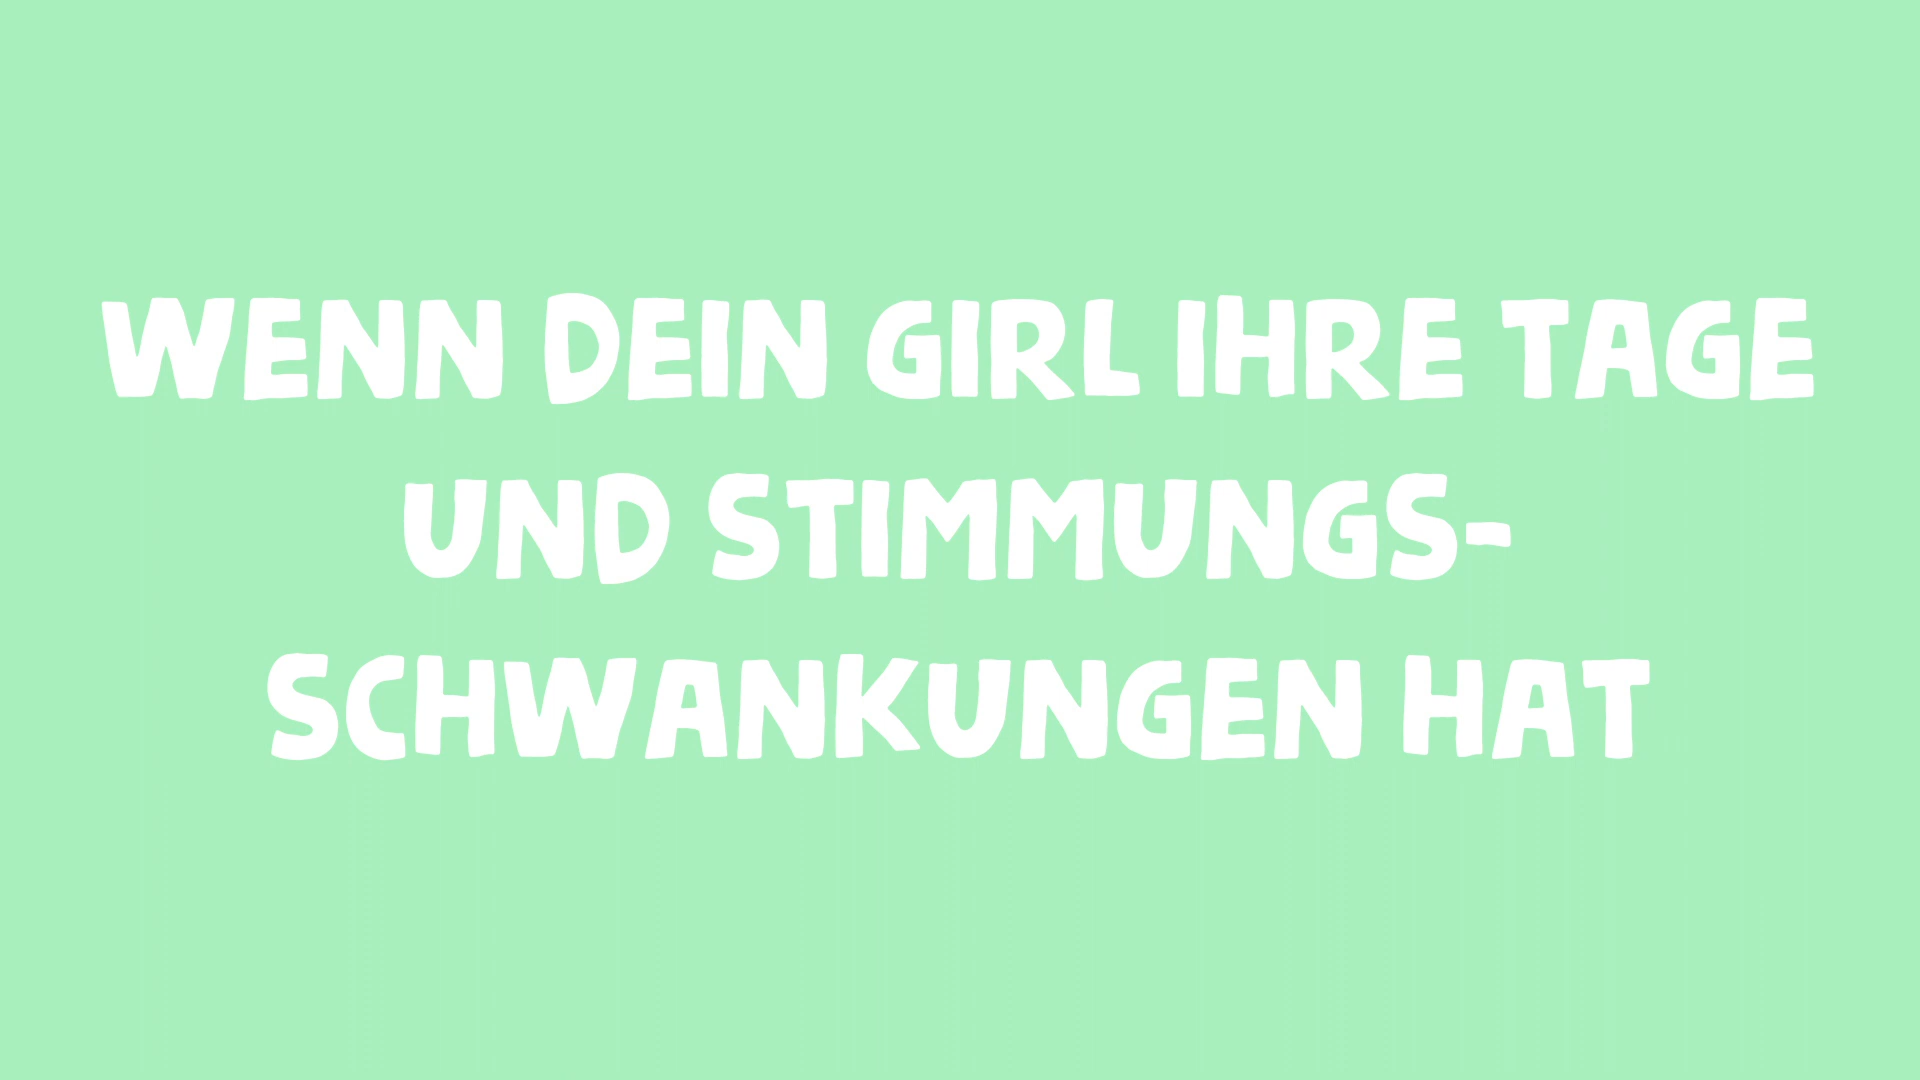 WENN DEIN GIRL IHRE TAGE
UND STIMMUNGS-
SCHWANKUNGEN HAT